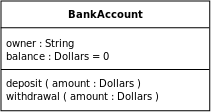 BankAccount
owner : String
balance : Dollars = 0
deposit ( amount : Dollars )
withdrawal ( amount : Dollars )